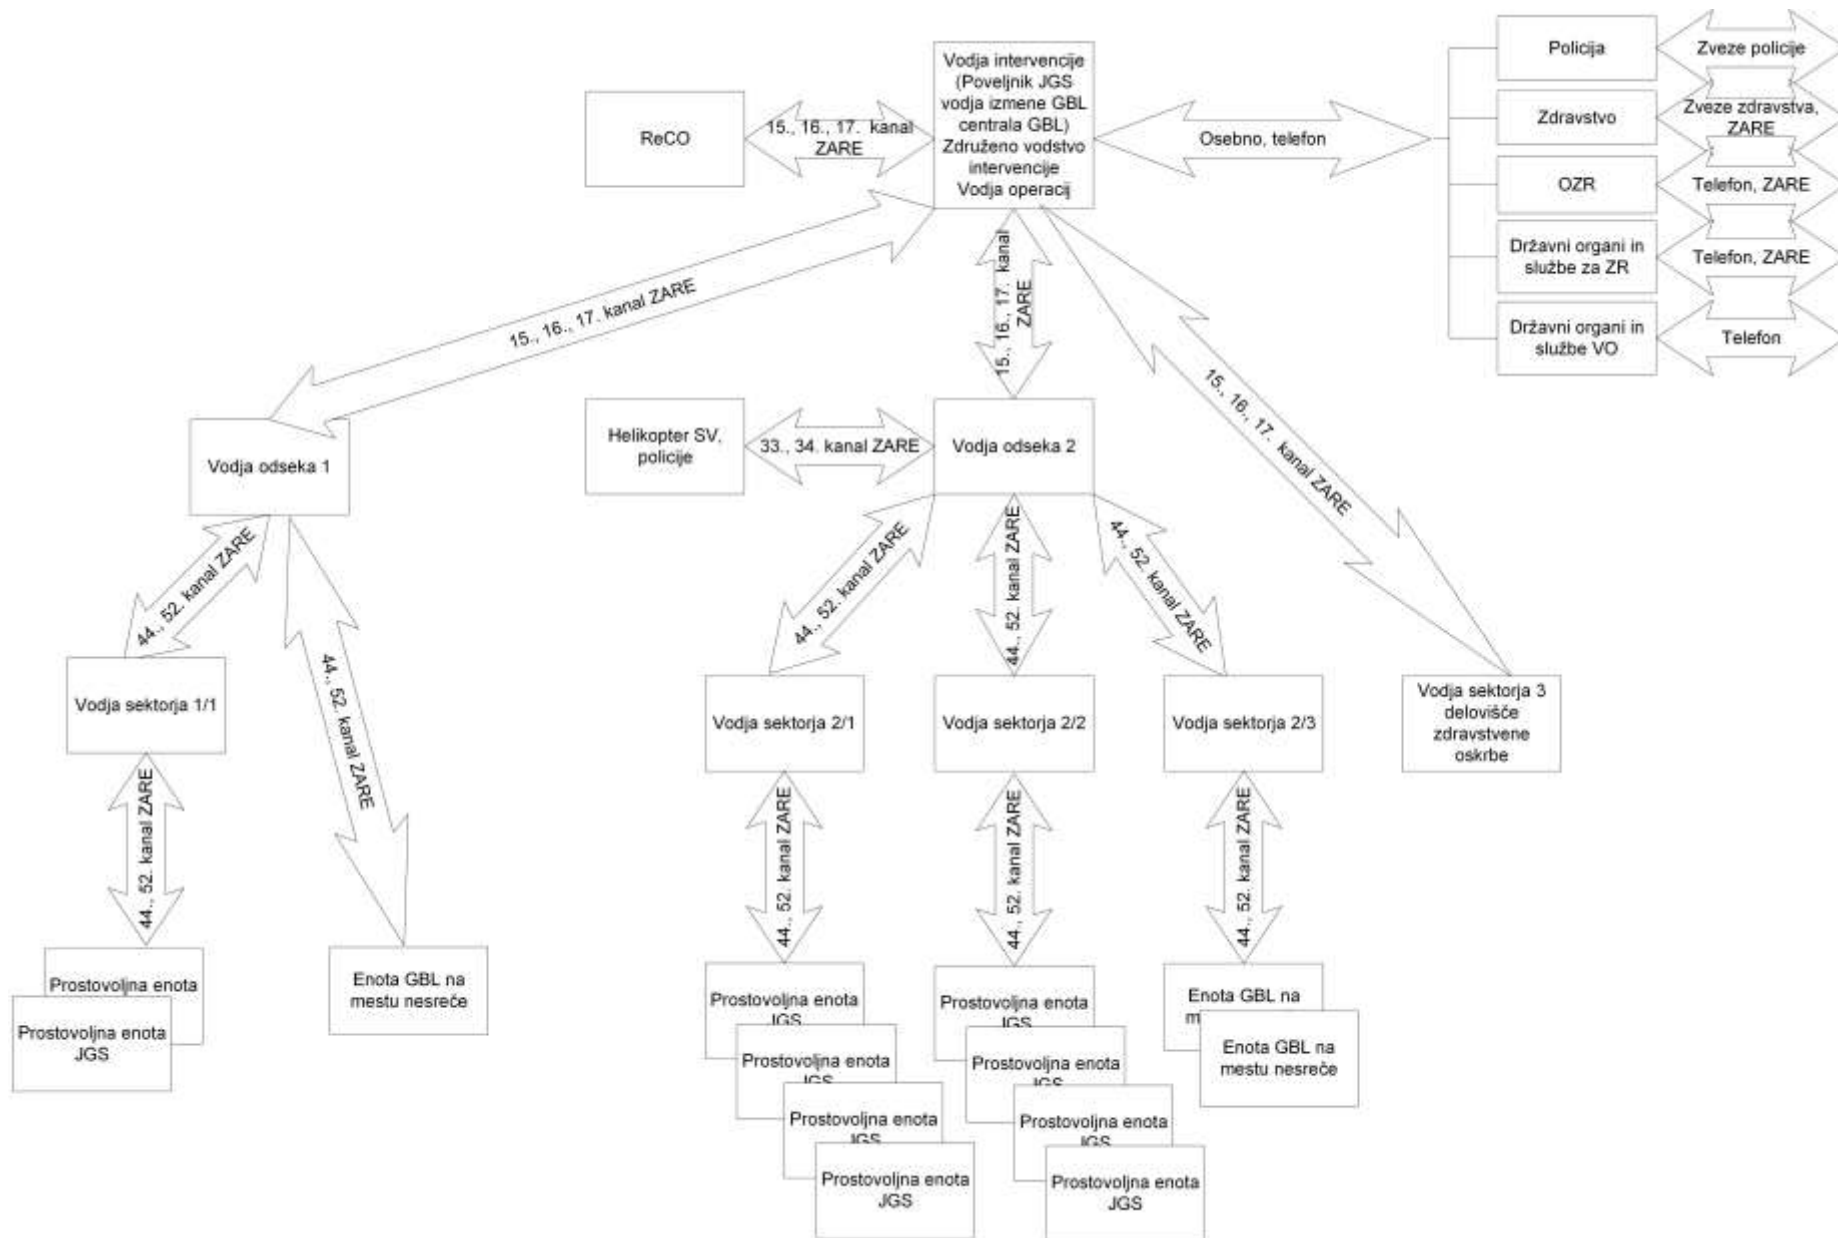 Vodja intervencije
(Poveljnik JGS
vodja izmene GBL
centrala GBL)
Združeno vodstvo
intervencije
Vodja operacij
ReCO
15., 16., 17. kanal
ZARE
Osebno, telefon
Policija
Zveze policije
Zdravstvo
Zveze zdravstva,
ZARE
OZR
Telefon, ZARE
Državni organi in
službe za ZR
Telefon, ZARE
Državni organi in
službe VO
Telefon
15., 16., 17. kanal ZARE
15., 16., 17. kanal
ZARE
15., 16., 17. kanal ZARE
Vodja odseka 1
Helikopter SV,
policije
33., 34. kanal ZARE
Vodja odseka 2
44., 52. kanal ZARE
44., 52. kanal ZARE
44., 52. kanal ZARE
44., 52. kanal ZARE
44., 52. kanal ZARE
Vodja sektorja 1/1
Vodja sektorja 2/1
Vodja sektorja 2/2
Vodja sektorja 2/3
Vodja sektorja 3
delovišče
zdravstvene
oskrbe
44., 52. kanal ZARE
44., 52. kanal ZARE
44., 52. kanal ZARE
44., 52. kanal ZARE
Prostovoljna enota
Prostovoljna enota
JGS
Enota GBL na
mestu nesreče
Prostovoljna enota
JGS
Prostovoljna enota
JGS
Prostovoljna enota
JGS
Prostovoljna enota
JGS
Prostovoljna enota
JGS
Prostovoljna enota
JGS
Prostovoljna enota
JGS
Prostovoljna enota
JGS
Enota GBL na
Enota GBL na
mestu nesreče